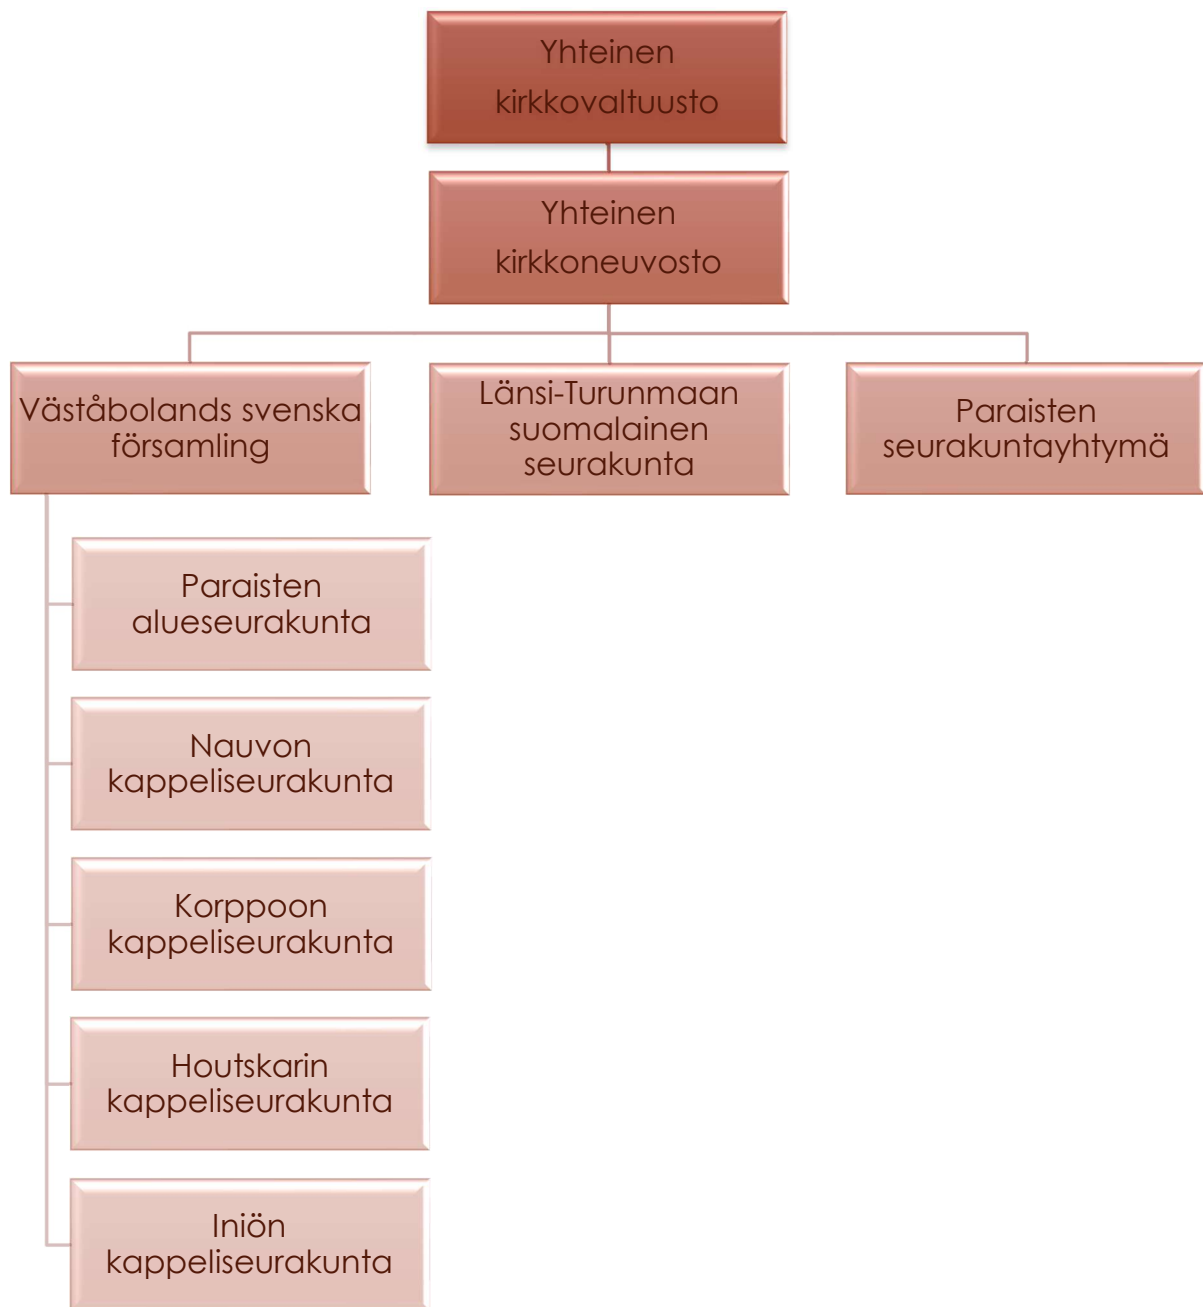 Yhteinen
kirkkovaltuusto
Yhteinen
kirkkoneuvosto
Väståbolands svenska
församling
Länsi-Turunmaan
suomalainen
seurakunta
Paraisten
seurakuntayhtymä
Paraisten
alueseurakunta
Nauvon
kappeliseurakunta
Korppoon
kappeliseurakunta
Houtskarin
kappeliseurakunta
Iniön
kappeliseurakunta